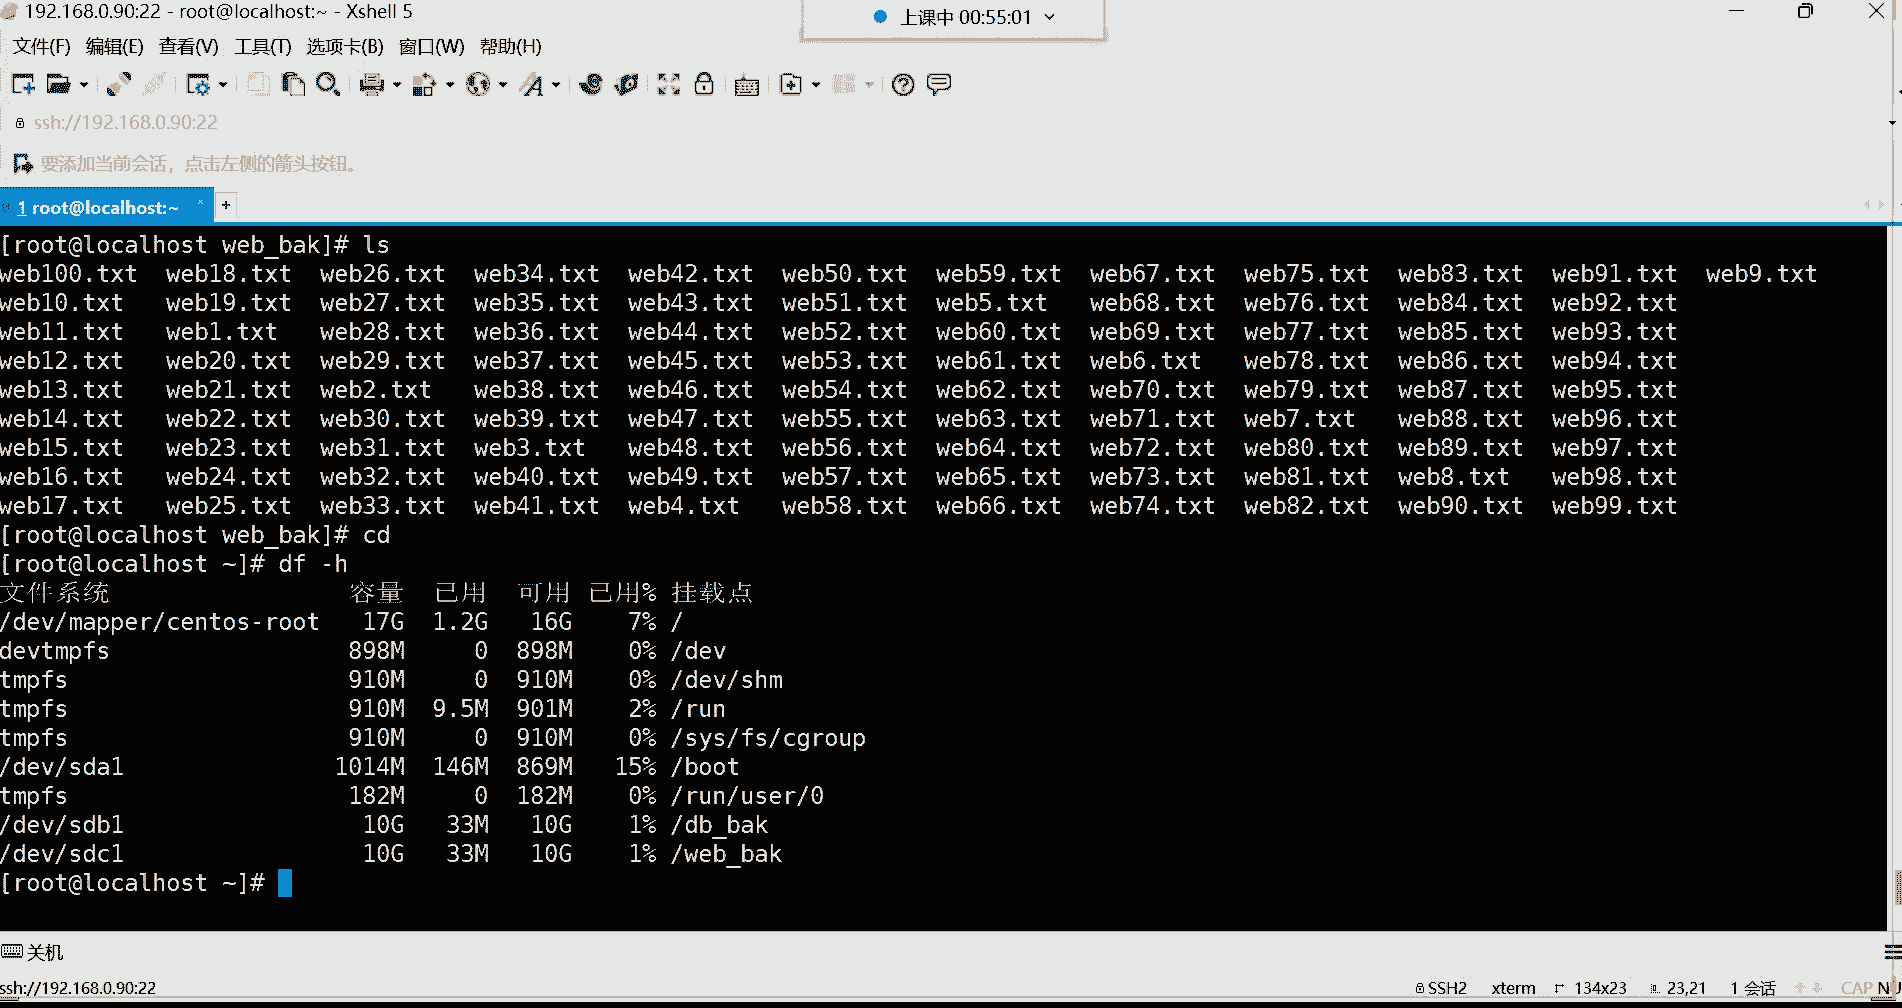 192.168.0.90:22 - root@localhost:~ - Xshell 5
上课中 00:55:01
文件(F) 编辑(E) 查看(V) 工具(T) 选项卡(B) 窗口(W) 帮助(H)
ssh://192.168.0.90:22
要添加当前会话，点击左侧的箭头按钮。
1 root@localhost:~ +
[root@localhost web_bak]# ls
web100.txt web18.txt web26.txt web34.txt web42.txt web50.txt web59.txt web67.txt web75.txt web83.txt web91.txt web9.txt
web10.txt web19.txt web27.txt web35.txt web43.txt web51.txt web5.txt web68.txt web76.txt web84.txt web92.txt
web11.txt web1.txt web28.txt web36.txt web44.txt web52.txt web60.txt web69.txt web77.txt web85.txt web93.txt
web12.txt web20.txt web29.txt web37.txt web45.txt web53.txt web61.txt web6.txt web78.txt web86.txt web94.txt
web13.txt web21.txt web2.txt web38.txt web46.txt web54.txt web62.txt web70.txt web79.txt web87.txt web95.txt
web14.txt web22.txt web30.txt web39.txt web47.txt web55.txt web63.txt web71.txt web7.txt web88.txt web96.txt
web15.txt web23.txt web31.txt web3.txt web48.txt web56.txt web64.txt web72.txt web80.txt web89.txt web97.txt
web16.txt web24.txt web32.txt web40.txt web49.txt web57.txt web65.txt web73.txt web81.txt web8.txt web98.txt
web17.txt web25.txt web33.txt web41.txt web4.txt web58.txt web66.txt web74.txt web82.txt web90.txt web99.txt
[root@localhost web_bak]# cd
[root@localhost ~]# df -h
文件系统 容量 已用 可用 已用% 挂载点
/dev/mapper/centos-root 17G 1.2G 16G 7% /
devtmpfs 898M 0 898M 0% /dev
tmpfs 910M 0 910M 0% /dev/shm
tmpfs 910M 9.5M 901M 2% /run
tmpfs 910M 0 910M 0% /sys/fs/cgroup
/dev/sda1 1014M 146M 869M 15% /boot
tmpfs 182M 0 182M 0% /run/user/0
/dev/sdb1 10G 33M 10G 1% /db_bak
/dev/sdc1 10G 33M 10G 1% /web_bak
[root@localhost ~]#
关机
ssh://192.168.0.90:22 SSH2 xterm 134x23 23,21 1 会话 CAP